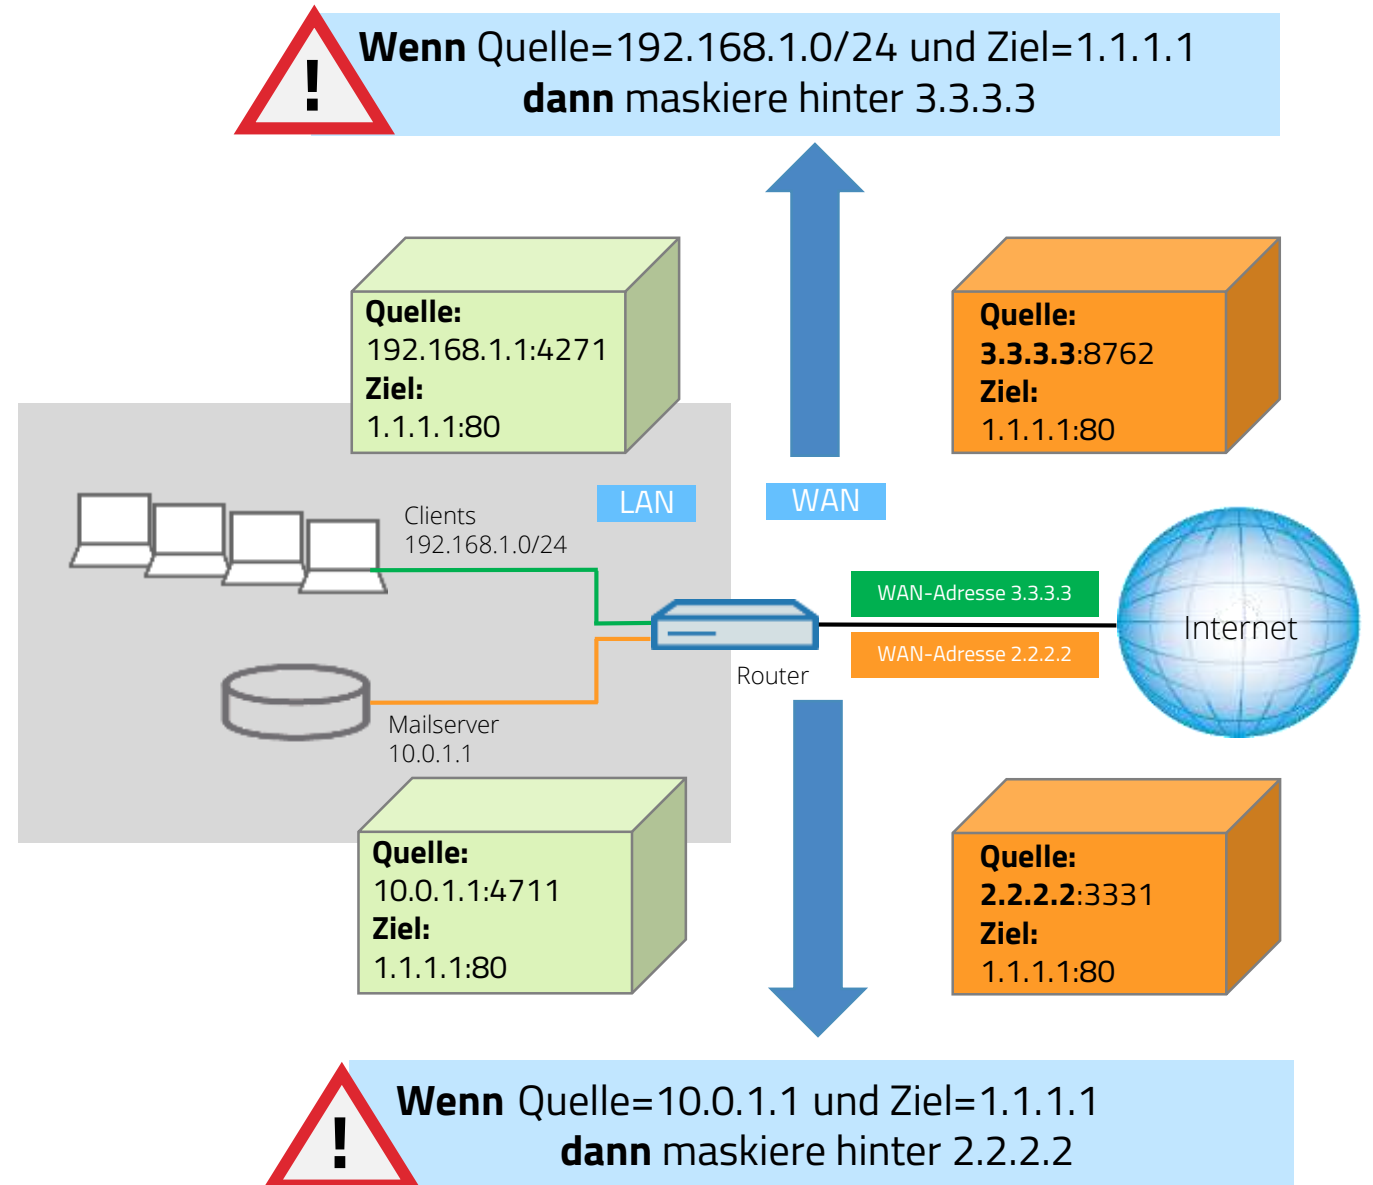 !
Wenn Quelle=192.168.1.0/24 und Ziel=1.1.1.1
dann maskiere hinter 3.3.3.3
Quelle:
192.168.1.1:4271
Ziel:
1.1.1.1:80
Quelle:
3.3.3.3:8762
Ziel:
1.1.1.1:80
LAN
WAN
Clients
192.168.1.0/24
WAN-Adresse 3.3.3.3
WAN-Adresse 2.2.2.2
Internet
Router
Mailserver
10.0.1.1
Quelle:
10.0.1.1:4711
Ziel:
1.1.1.1:80
Quelle:
2.2.2.2:3331
Ziel:
1.1.1.1:80
!
Wenn Quelle=10.0.1.1 und Ziel=1.1.1.1
dann maskiere hinter 2.2.2.2